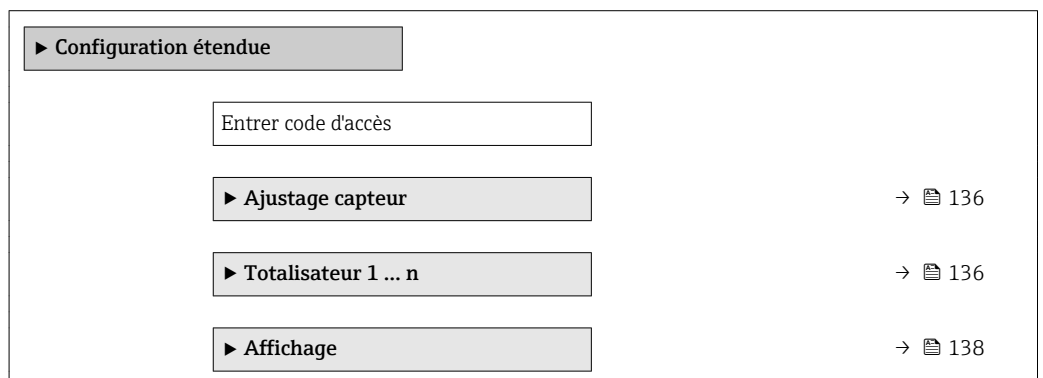 ▶ Configuration étendue
Entrer code d'accès
▶ Ajustage capteur → 🖹 136
▶ Totalisateur 1 … n → 🖹 136
▶ Affichage → 🖹 138